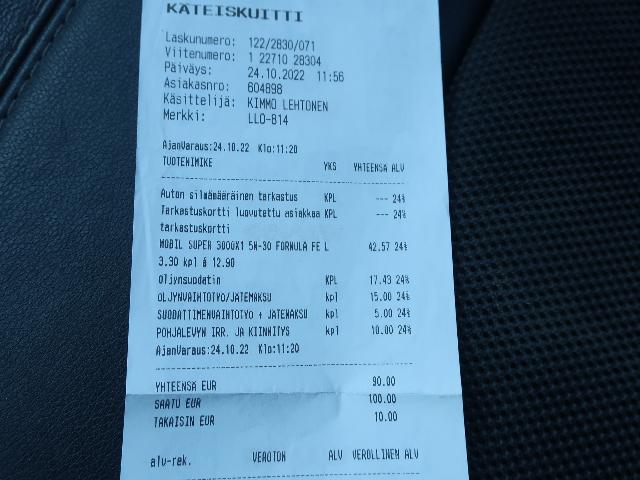 KÄTEISKUITTI
Laskunumero: 122/2830/071
Viitenumero: 1 22710 28304
Päiväys: 24.10.2022 11:56
Asiakasnro: 604898
Käsittelijä: KIMMO LEHTONEN
Merkki: LLO-814
AjanVaraus:24.10.22 Klo:11:20
TUOTENIMIKE YKS YHTEENSÄ ALV
Auton silmämääräinen tarkastus KPL --- 24%
Tarkastuskortti luovutettu asiakkaa KPL --- 24%
tarkastuskortti
MOBIL SUPER 3000X1 5W-30 FORMULA FE L 42.57 24%
3.30 kpl á 12.90
öljynsuodatin KPL 17.43 24%
ÖLJYNVAIHTOTYÖ/JÄTEMAKSU kpl 15.00 24%
SUODATTIMENVAIHTOTYÖ + JÄTEMAKSU kpl 5.00 24%
POHJALEVYN IRR. JA KIINNITYS kpl 10.00 24%
AjanVaraus:24.10.22 Klo:11:20
YHTEENSÄ EUR 90.00
SAATU EUR 100.00
TAKAISIN EUR 10.00
alv-rek. VEROTON ALV VEROLLINEN ALV